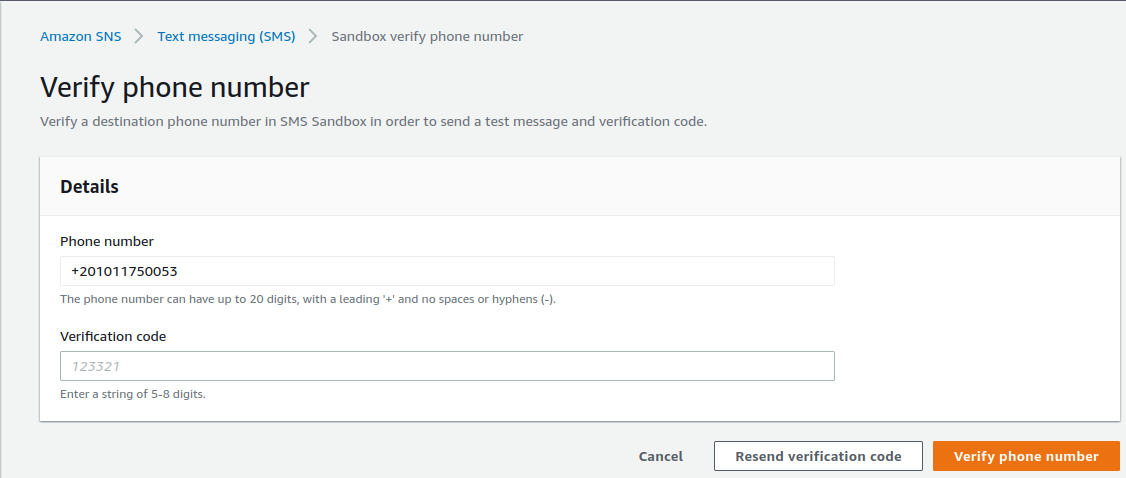 Amazon SNS > Text messaging (SMS) > Sandbox verify phone number
Verify phone number
Verify a destination phone number in SMS Sandbox in order to send a test message and verification code.
Details
Phone number
+201011750053
The phone number can have up to 20 digits, with a leading '+' and no spaces or hyphens (-).
Verification code
123321
Enter a string of 5-8 digits.
Cancel Resend verification code Verify phone number